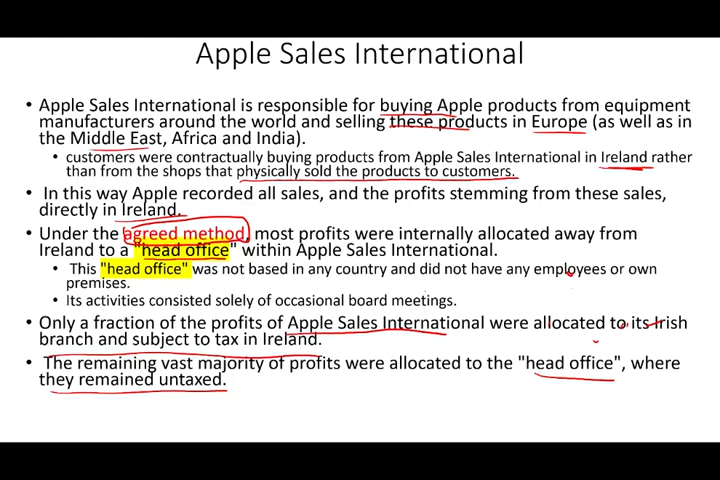 Apple Sales International
• Apple Sales International is responsible for buying Apple products from equipment
manufacturers around the world and selling these products in Europe (as well as in
the Middle East, Africa and India).
• customers were contractually buying products from Apple Sales International in Ireland rather
than from the shops that physically sold the products to customers.
• In this way Apple recorded all sales, and the profits stemming from these sales,
directly in Ireland.
• Under the agreed method, most profits were internally allocated away from
Ireland to a "head office" within Apple Sales International.
• This "head office" was not based in any country and did not have any employees or own
premises.
• Its activities consisted solely of occasional board meetings.
• Only a fraction of the profits of Apple Sales International were allocated to its Irish
branch and subject to tax in Ireland.
• The remaining vast majority of profits were allocated to the "head office", where
they remained untaxed.